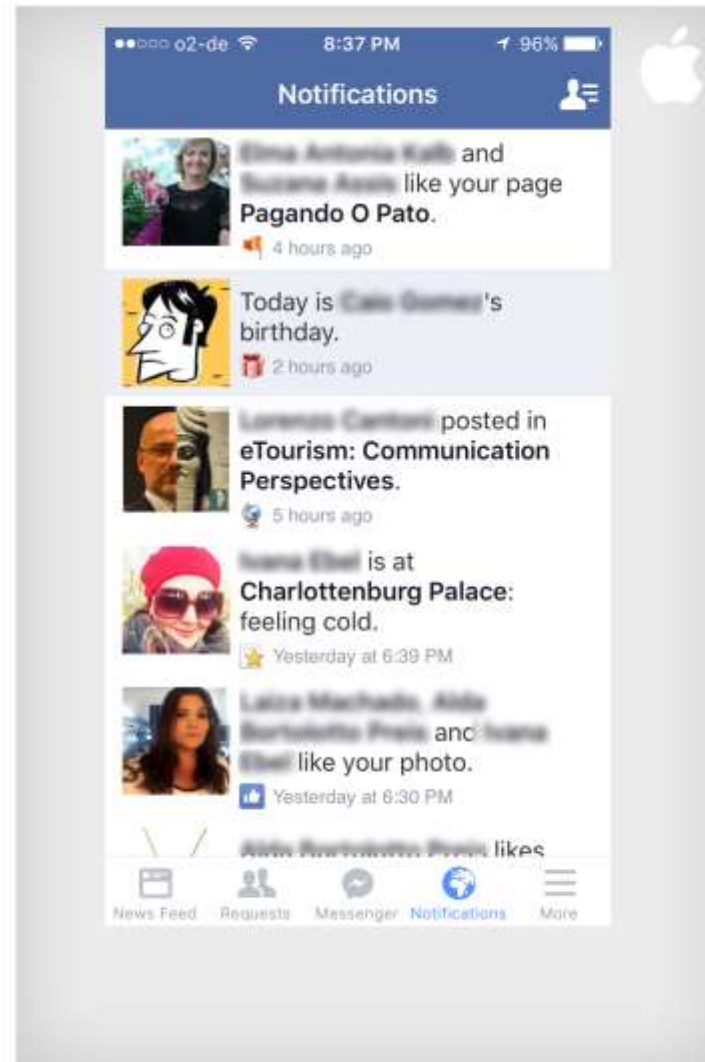 o2-de 8:37 PM 96%
Notifications
and
like your page
Pagando O Pato.
4 hours ago
Today is 's
birthday.
2 hours ago
posted in
eTourism: Communication
Perspectives.
5 hours ago
is at
Charlottenburg Palace:
feeling cold.
Yesterday at 6:39 PM
and
like your photo.
Yesterday at 6:30 PM
likes
News Feed Requests Messenger Notifications More